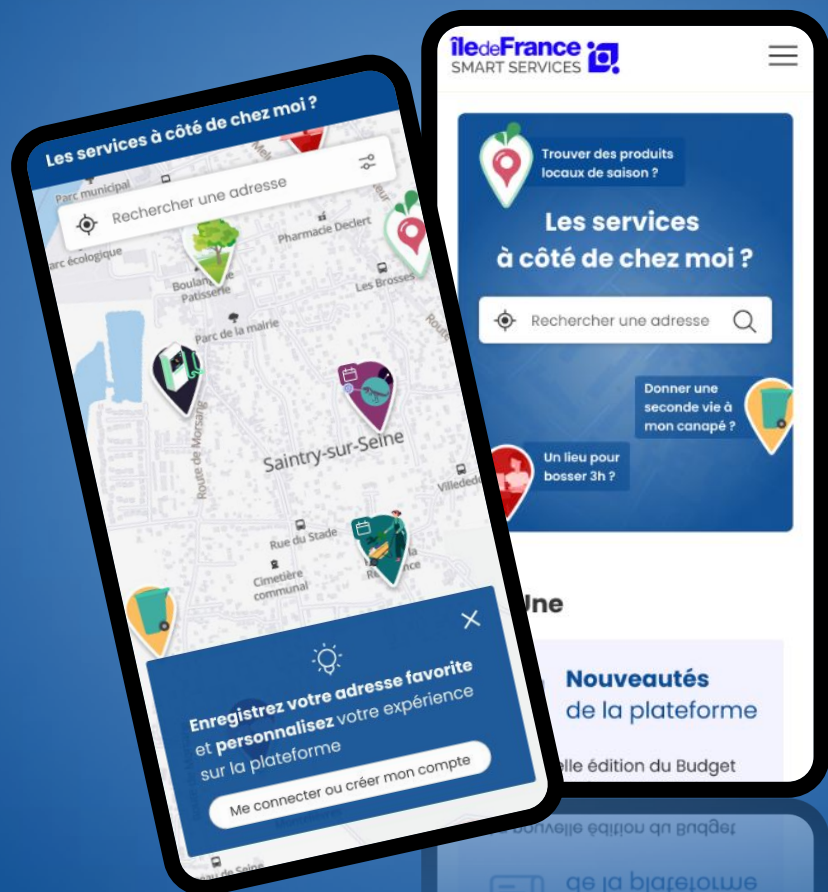 Les services à côté de chez moi ?
Rechercher une adresse
Parc municipal
Parc écologique
Pharmacie Declert
Boulangerie
Patisserie
Les Brosses
Parc de la mairie
Route de Morsang
Saintry-sur-Seine
Rue du Stade
Cimetière
communal
Enregistrez votre adresse favorite
et personnalisez votre expérience
sur la plateforme
Me connecter ou créer mon compte
îledeFrance
SMART SERVICES
Trouver des produits
locaux de saison ?
Les services
à côté de chez moi ?
Rechercher une adresse
Donner une
seconde vie à
mon canapé ?
Un lieu pour
bosser 3h ?
Nouveautés
de la plateforme
édition du Budget